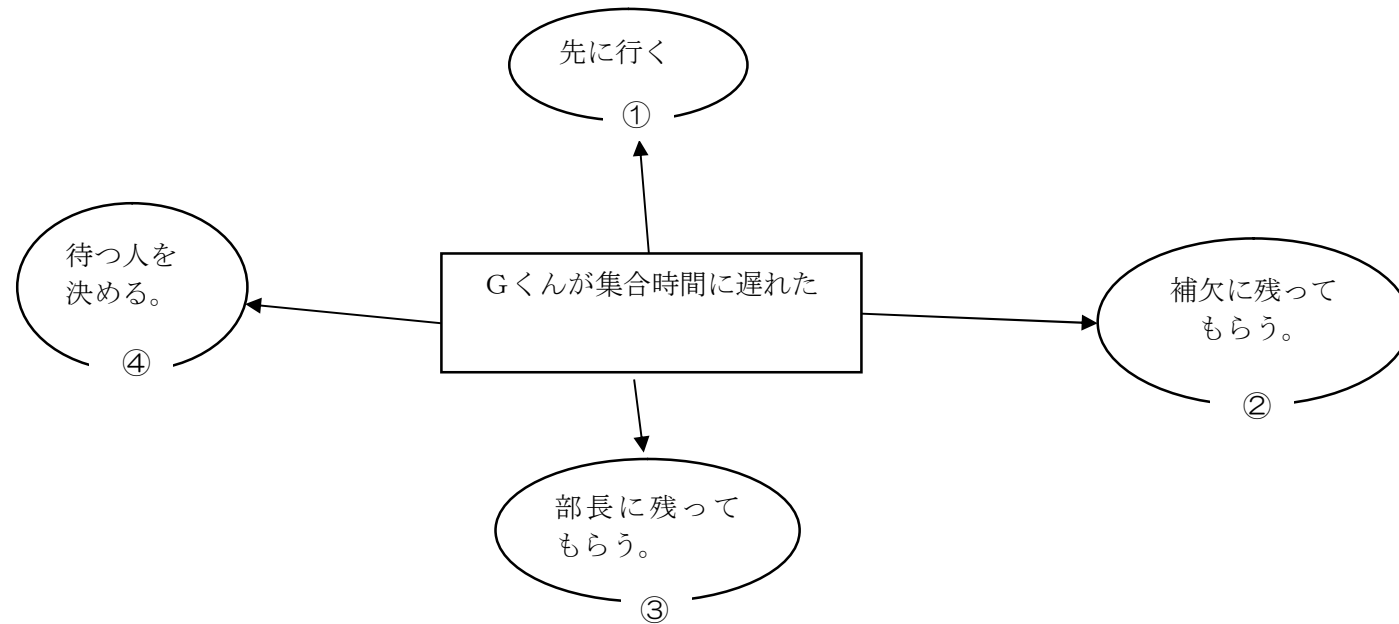 先に行く
①
Gくんが集合時間に遅れた
待つ人を
決める。
④
補欠に残って
もらう。
②
部長に残って
もらう。
③